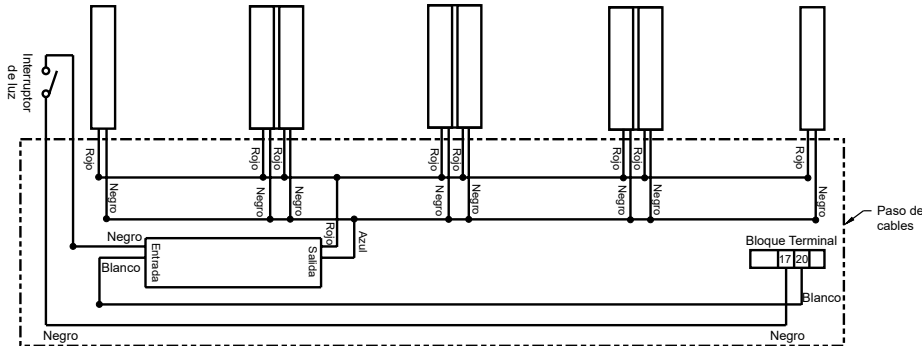 Interruptor
de luz
Rojo
Rojo
Rojo
Rojo
Rojo
Rojo
Rojo
Rojo
Negro
Negro
Negro
Negro
Negro
Negro
Negro
Negro
Rojo
Azul
Paso de
cables
Negro
Blanco
Entrada
Salida
Bloque Terminal
17 20
Blanco
Negro
Negro